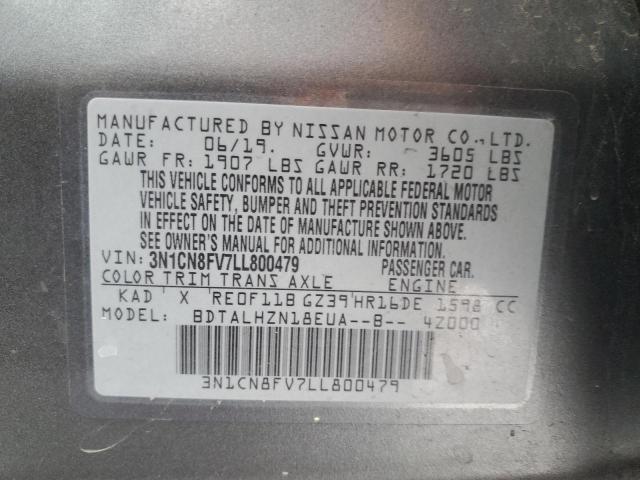 MANUFACTURED BY NISSAN MOTOR CO.,LTD.
DATE: 06/19. GVWR: 3605 LBS
GAWR FR: 1907 LBS GAWR RR: 1720 LBS
THIS VEHICLE CONFORMS TO ALL APPLICABLE FEDERAL MOTOR
VEHICLE SAFETY, BUMPER AND THEFT PREVENTION STANDARDS
IN EFFECT ON THE DATE OF MANUFACTURE SHOWN ABOVE.
SEE OWNER'S MANUAL FOR ADDITIONAL INFORMATION.
VIN: 3N1CN8FV7LL800479 PASSENGER CAR.
COLOR TRIM TRANS AXLE ENGINE
KAD X RE0F11B GZ39 HR16DE 1598 CC
MODEL: BDTALHZN18EUA--B-- 4Z000
3N1CN8FV7LL800479